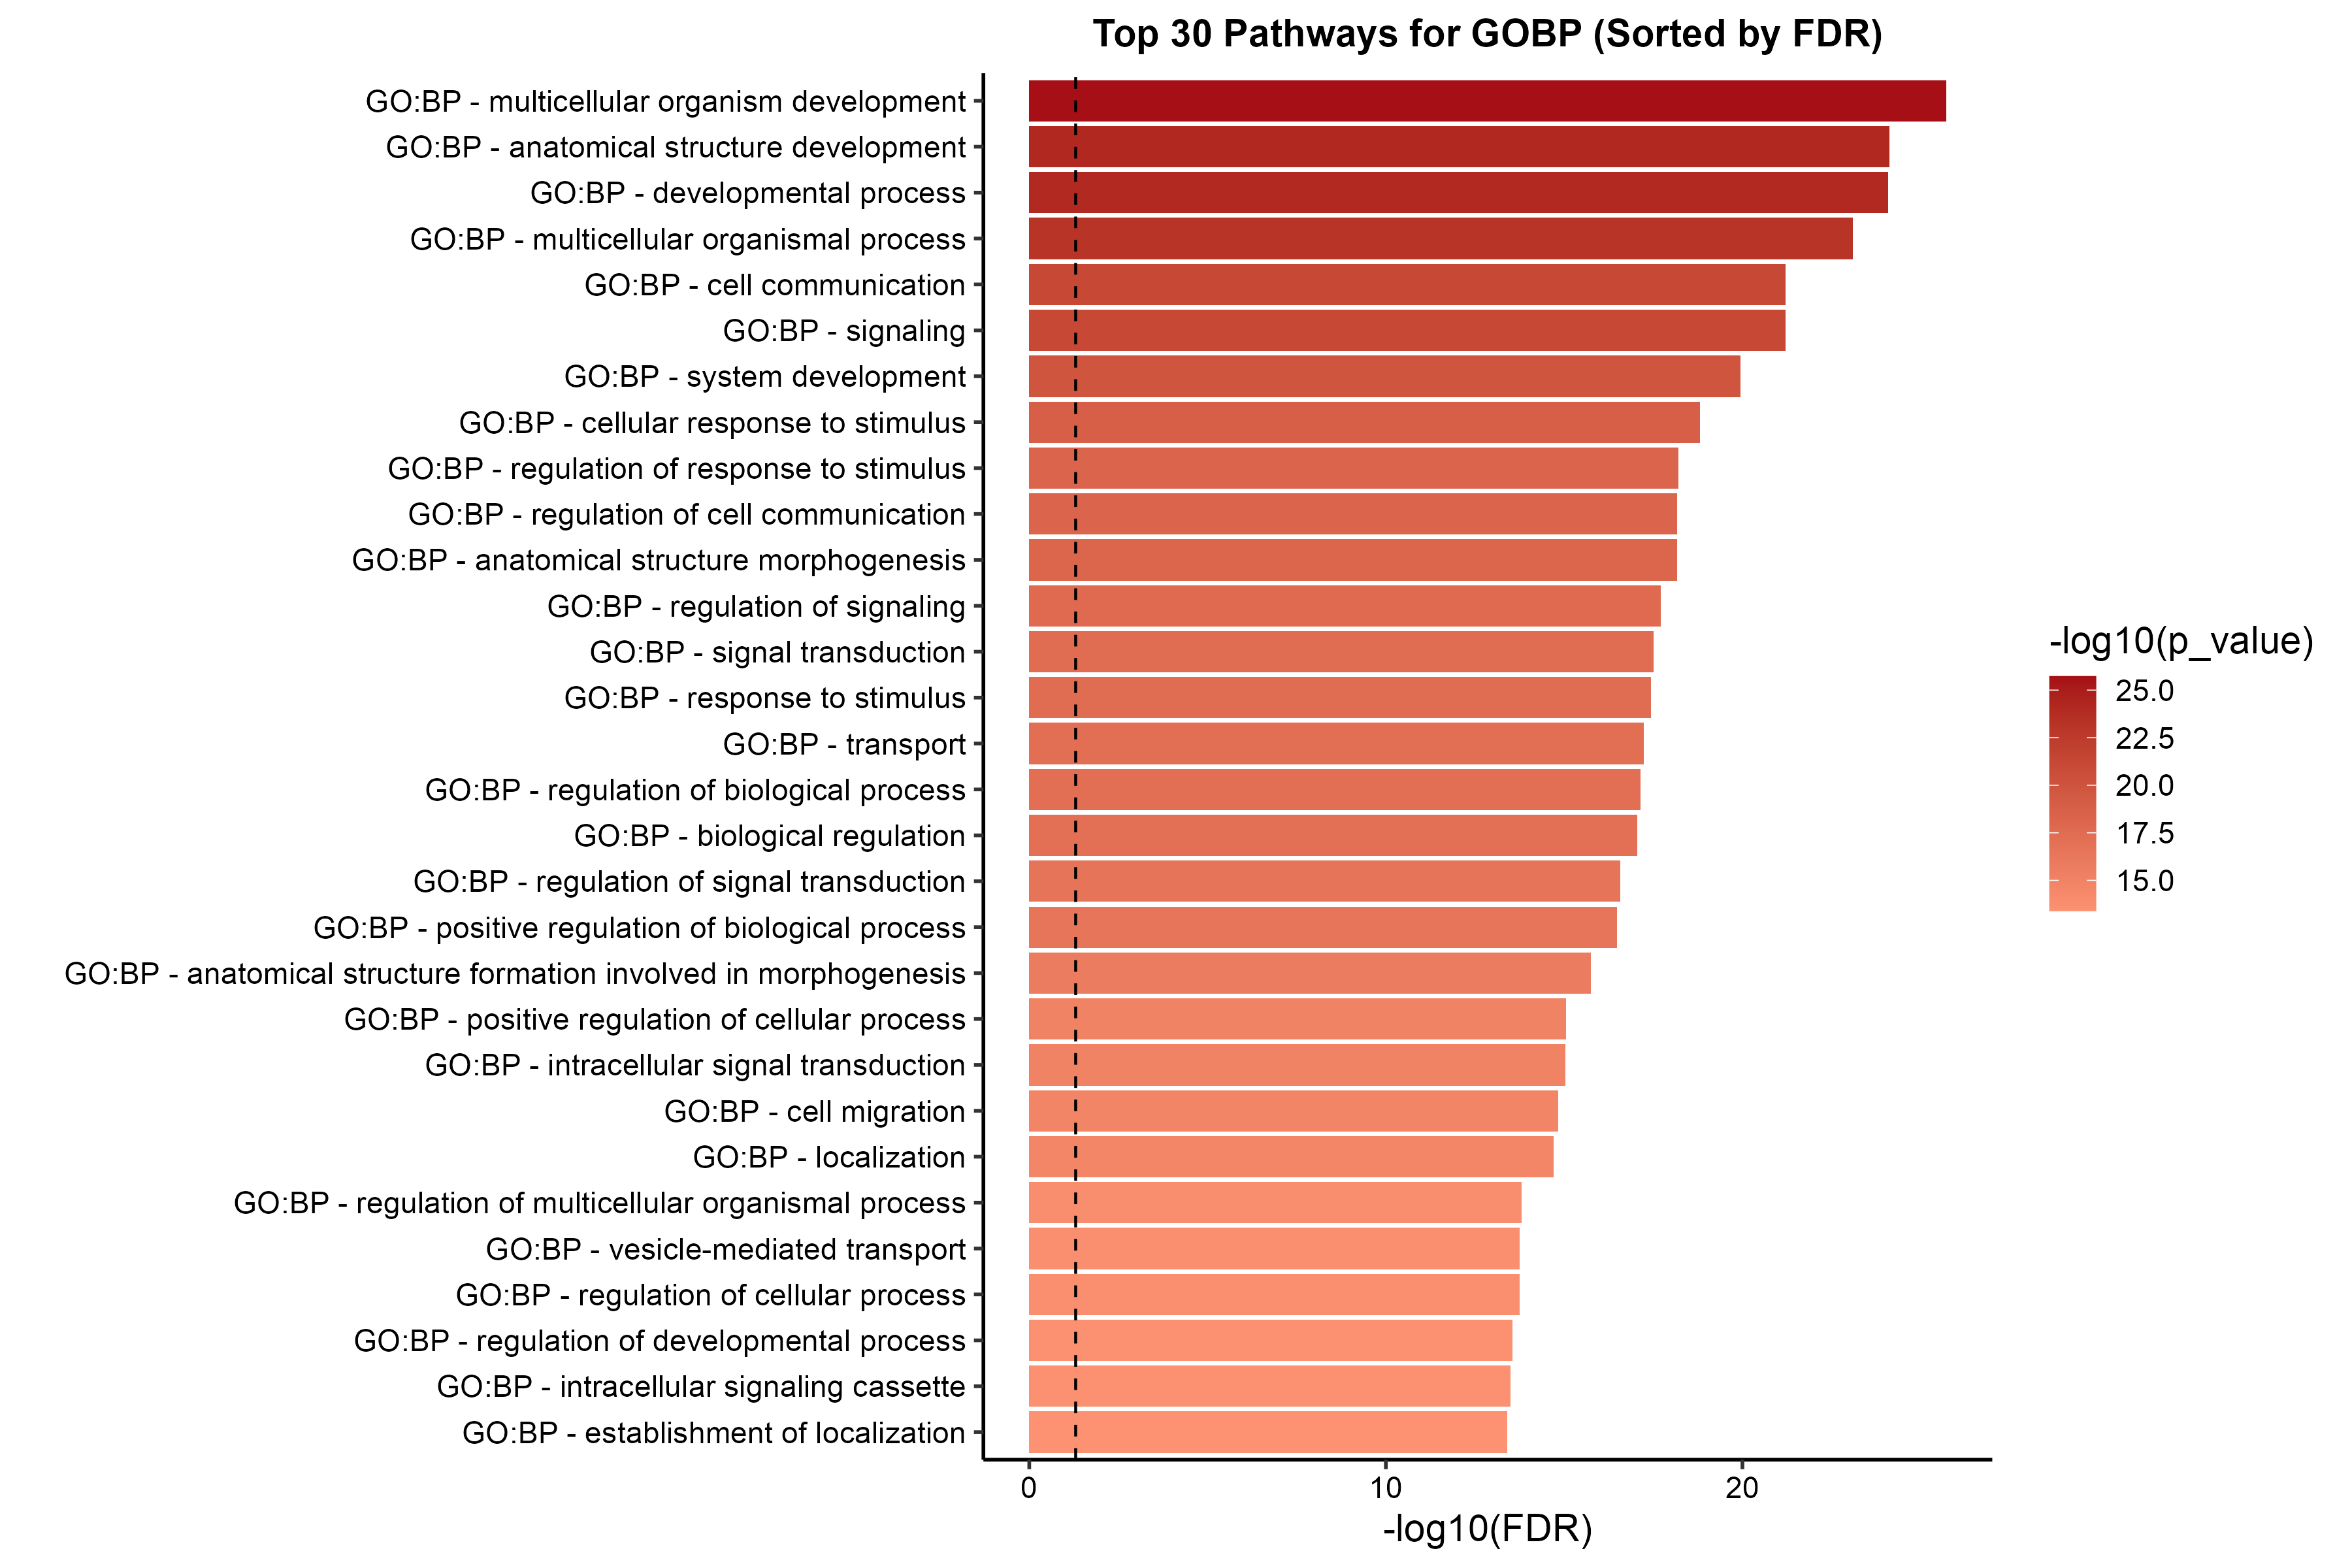 Top 30 Pathways for GOBP (Sorted by FDR)
GO:BP - multicellular organism development
GO:BP - anatomical structure development
GO:BP - developmental process
GO:BP - multicellular organismal process
GO:BP - cell communication
GO:BP - signaling
GO:BP - system development
GO:BP - cellular response to stimulus
GO:BP - regulation of response to stimulus
GO:BP - regulation of cell communication
GO:BP - anatomical structure morphogenesis
GO:BP - regulation of signaling
GO:BP - signal transduction
GO:BP - response to stimulus
GO:BP - transport
GO:BP - regulation of biological process
GO:BP - biological regulation
GO:BP - regulation of signal transduction
GO:BP - positive regulation of biological process
GO:BP - anatomical structure formation involved in morphogenesis
GO:BP - positive regulation of cellular process
GO:BP - intracellular signal transduction
GO:BP - cell migration
GO:BP - localization
GO:BP - regulation of multicellular organismal process
GO:BP - vesicle-mediated transport
GO:BP - regulation of cellular process
GO:BP - regulation of developmental process
GO:BP - intracellular signaling cassette
GO:BP - establishment of localization
0 10 20
-log10(FDR)
-log10(p_value)
25.0
22.5
20.0
17.5
15.0